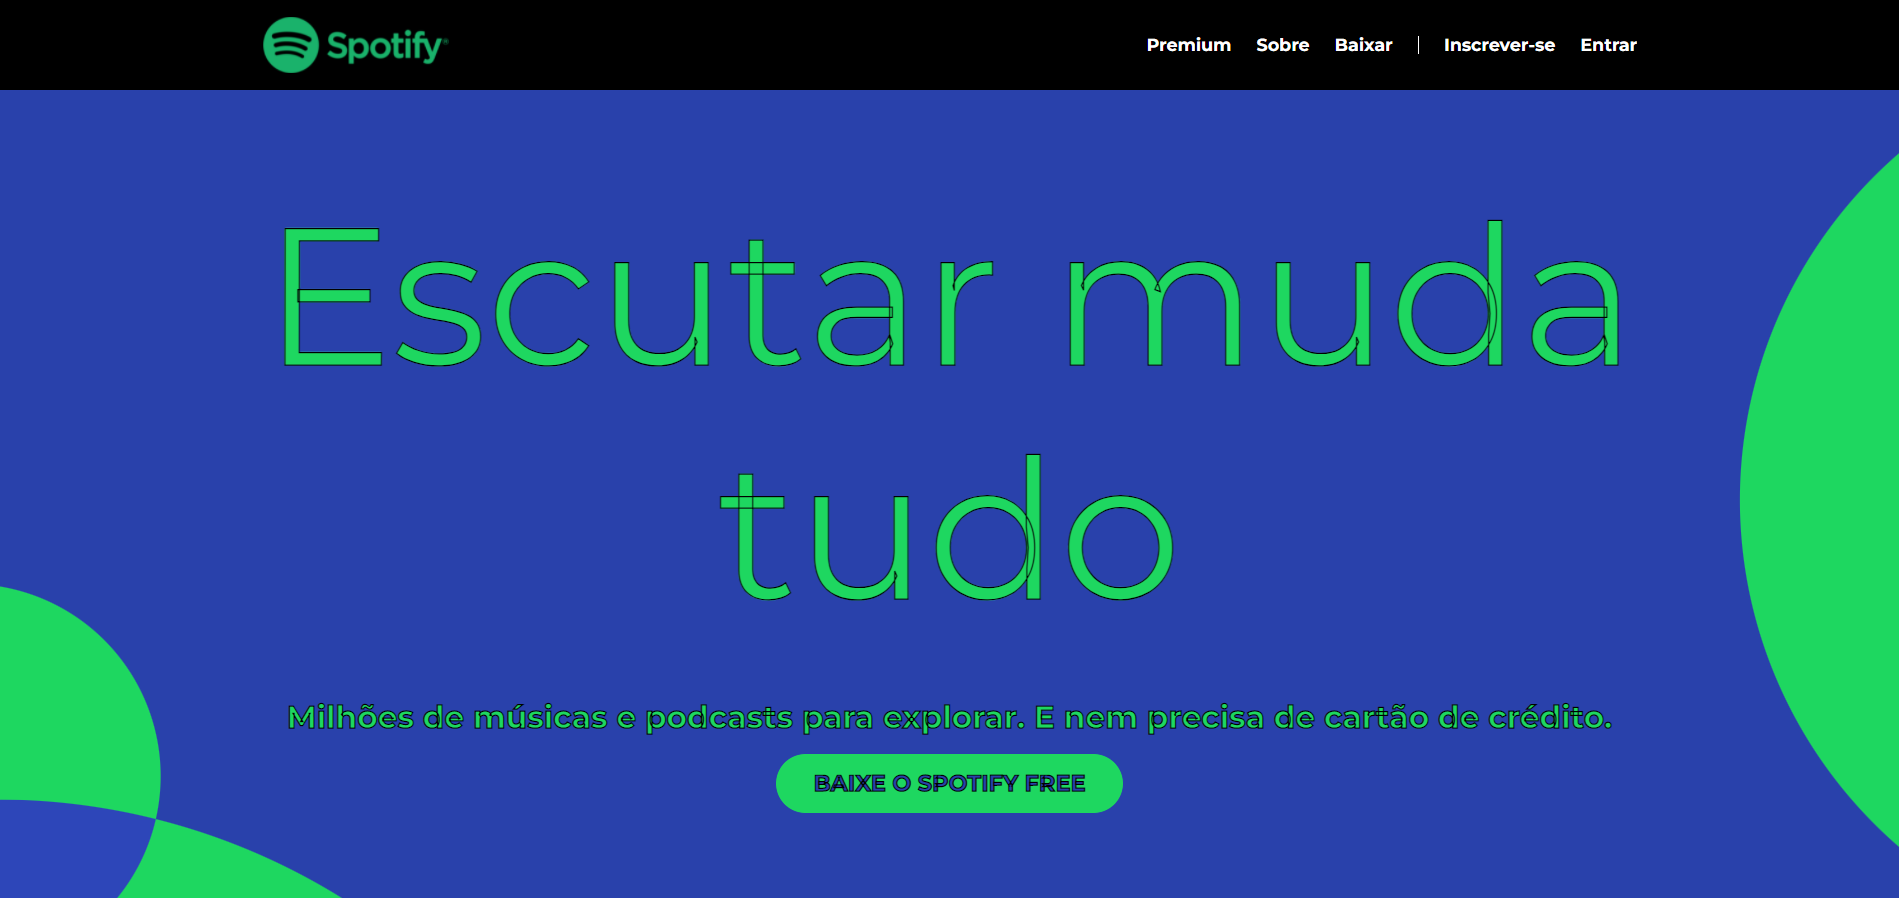 Spotify®
Premium Sobre Baixar | Inscrever-se Entrar
Escutar muda
tudo
Milhões de músicas e podcasts para explorar. E nem precisa de cartão de crédito.
BAIXE O SPOTIFY FREE